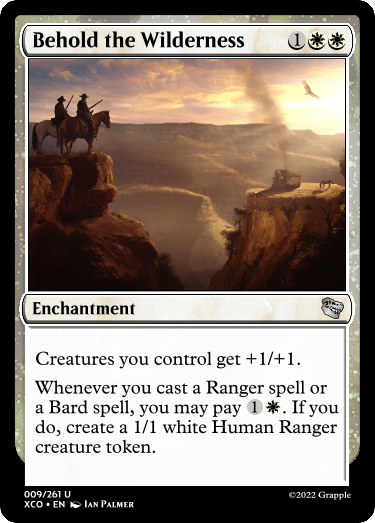 Behold the Wilderness 1
Enchantment
Creatures you control get +1/+1.
Whenever you cast a Ranger spell or
a Bard spell, you may pay 1. If you
do, create a 1/1 white Human Ranger
creature token.
009/261 U
XCO • EN Ian Palmer
©2022 Grapple